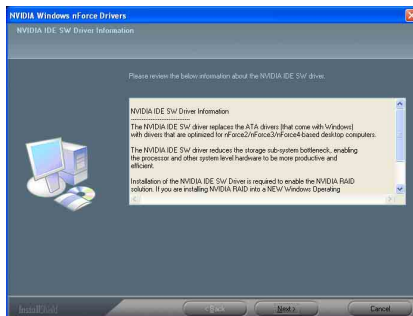 NVIDIA Windows nForce Drivers
NVIDIA IDE SW Driver Information
Please review the below information about the NVIDIA IDE SW driver.
NVIDIA IDE SW Driver Information
-----------------------------
The NVIDIA IDE SW driver replaces the ATA drivers (that come with Windows)
with drivers that are optimized for nForce2/nForce3/nForce4-based desktop computers.
The NVIDIA IDE SW driver reduces the storage sub-system bottleneck, enabling
the processor and other system level hardware to be more productive and
efficient.
Installation of the NVIDIA IDE SW Driver is required to enable the NVIDIA RAID
solution. If you are installing NVIDIA RAID into a NEW Windows Operating
InstallShield
< Back
Next >
Cancel